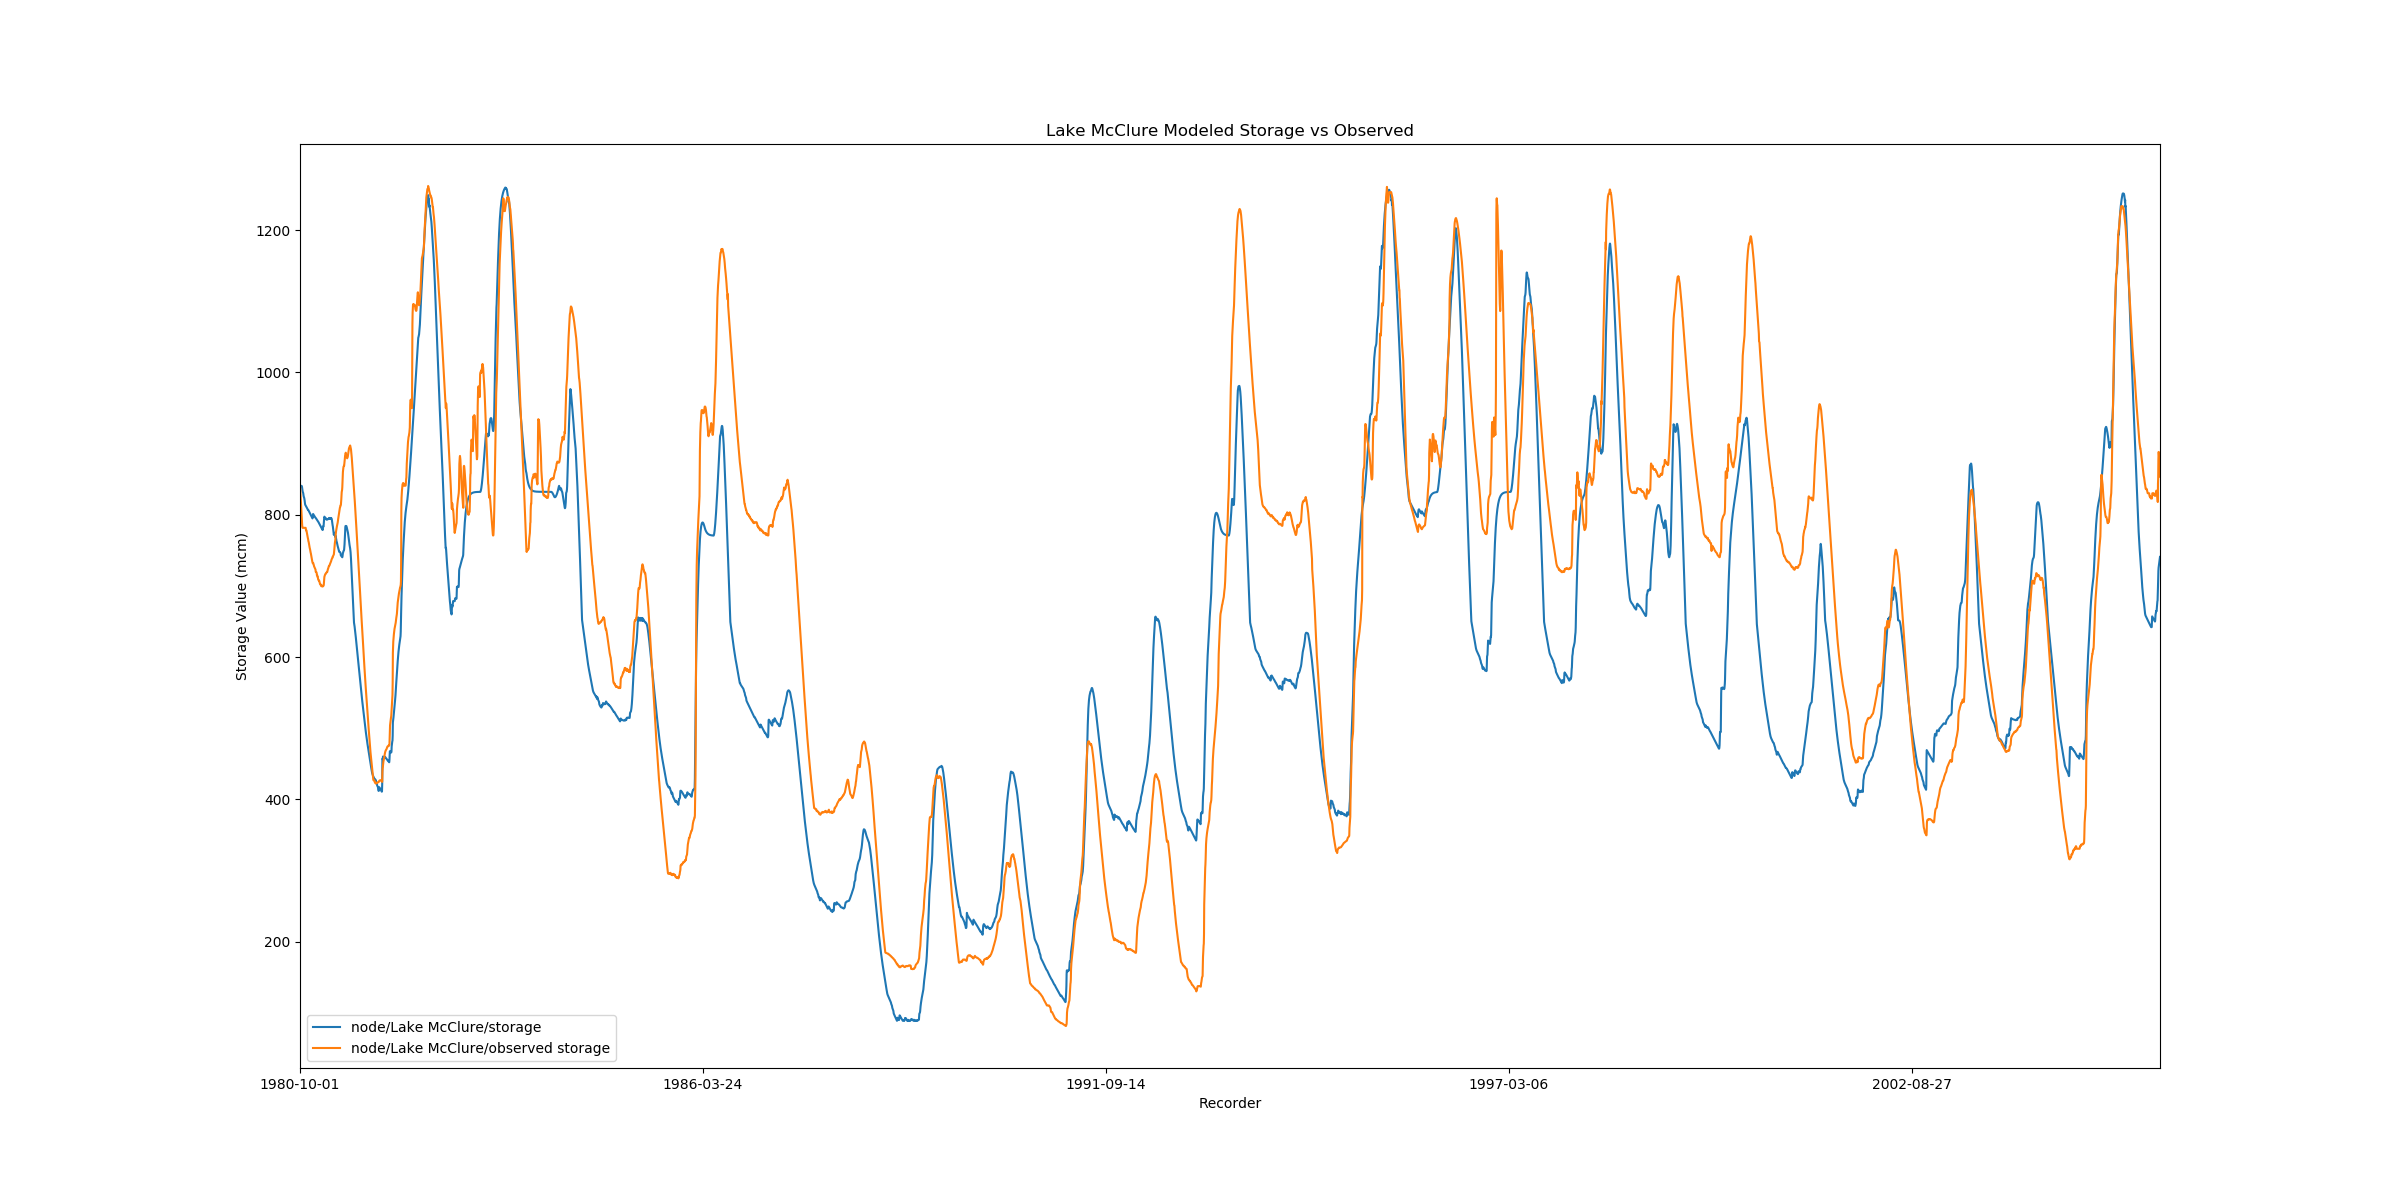 Lake McClure Modeled Storage vs Observed
Storage Value (mcm)
1200
1000
800
600
400
200
node/Lake McClure/storage
node/Lake McClure/observed storage
1980-10-01
1986-03-24
1991-09-14
1997-03-06
2002-08-27
Recorder